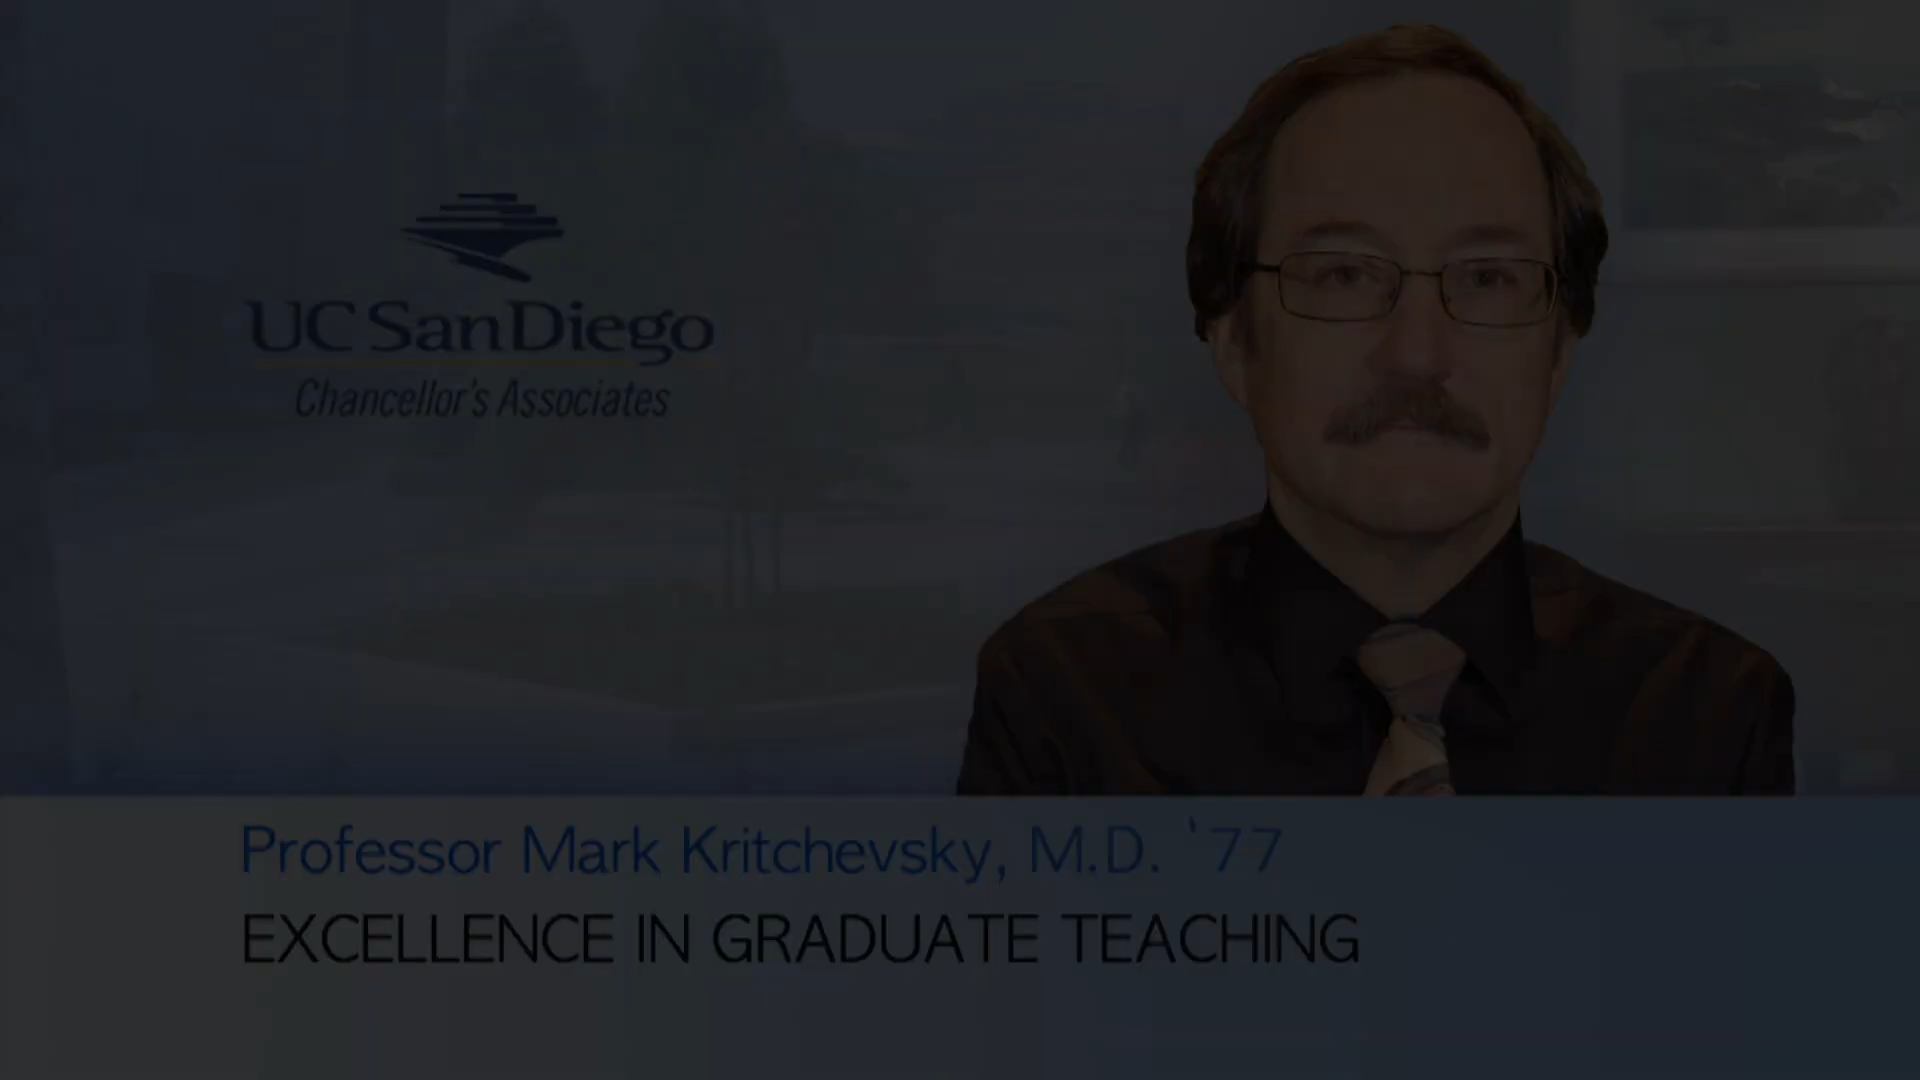 UC San Diego
Chancellor's Associates
Professor Mark Kritchevsky, M.D. '77
EXCELLENCE IN GRADUATE TEACHING